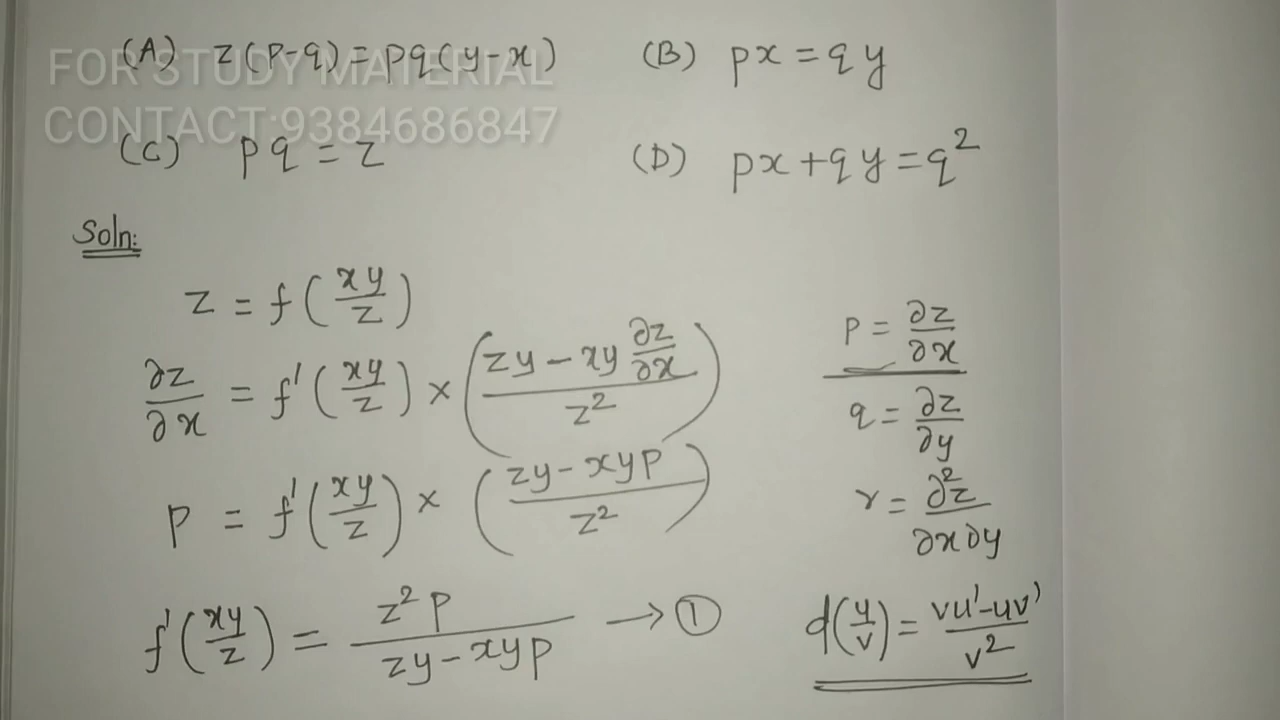 (A) z(p-q)=pq(y-x) (B) px=qy
FOR STUDY MATERIAL
CONTACT:9384686847
(C) pq=z (D) px+qy=q²
Soln:
z = f(xy/z)
∂z/∂x = f'(xy/z) × (zy - xy ∂z/∂x / z²)
p = f'(xy/z) × (zy - xyp / z²)
f'(xy/z) = z²p / zy - xyp → ①
p = ∂z/∂x
q = ∂z/∂y
r = ∂²z/∂x∂y
d(u/v) = vu'-uv' / v²